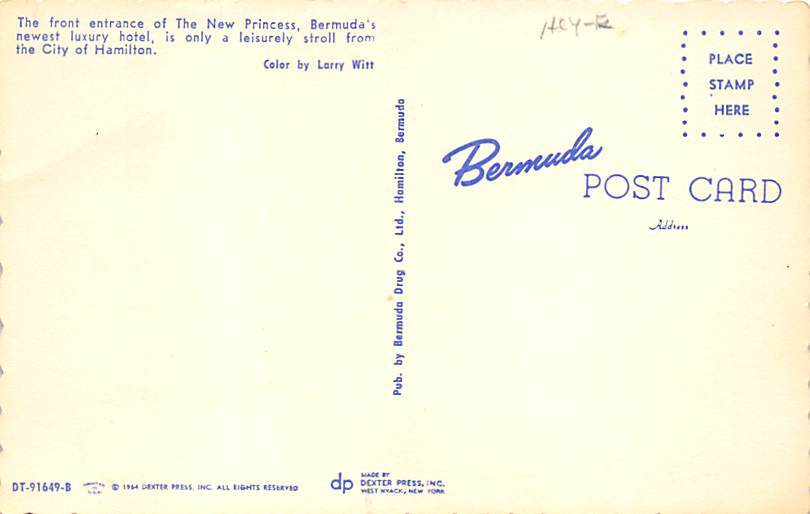 The front entrance of The New Princess, Bermuda's
newest luxury hotel, is only a leisurely stroll from
the City of Hamilton.
Color by Larry Witt
Pub. by Bermuda Drug Co., Ltd., Hamilton, Bermuda
PLACE
STAMP
HERE
Bermuda
POST CARD
Address
DT-91649-B
© 1964 DEXTER PRESS, INC. ALL RIGHTS RESERVED
dp
MADE BY
DEXTER PRESS, INC.
WEST NYACK, NEW YORK